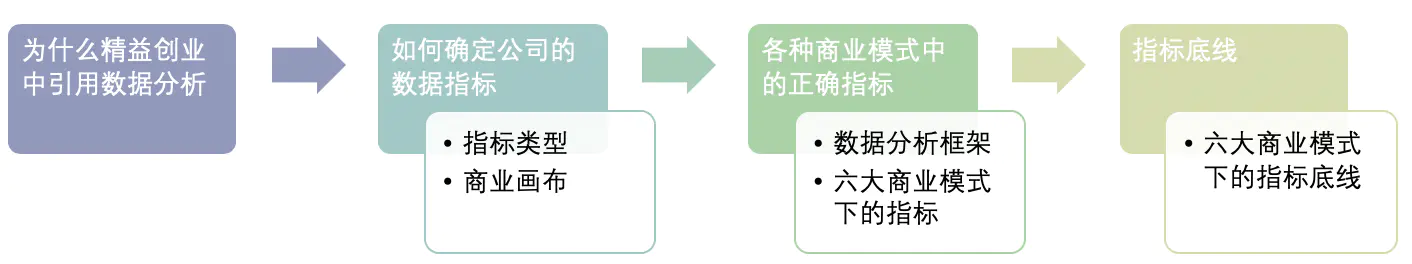 为什么精益创业
中引用数据分析
如何确定公司的
数据指标
• 指标类型
• 商业画布
各种商业模式中
的正确指标
• 数据分析框架
• 六大商业模式
下的指标
指标底线
• 六大商业模式
下的指标底线